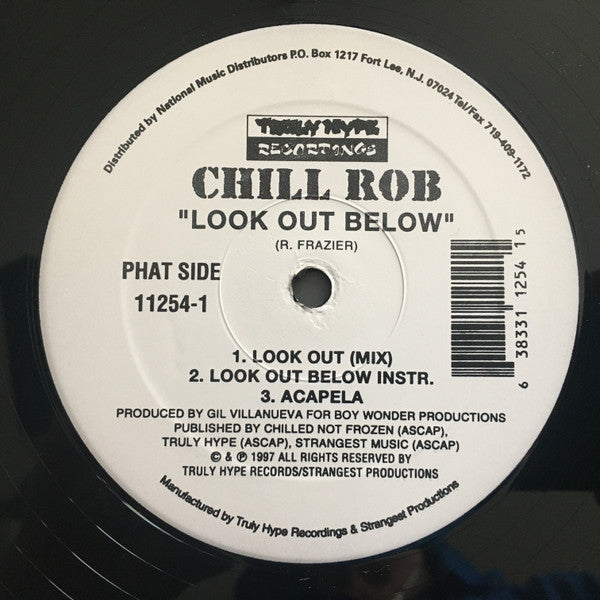 Distributed by National Music Distributors P.O. Box 1217 Fort Lee, N.J. 07024 Tel/Fax 719-409-1172
TRULY HYPE
RECORDINGS
CHILL ROB
"LOOK OUT BELOW"
(R. FRAZIER)
PHAT SIDE
11254-1
6 38331 1254 1 5
1. LOOK OUT (MIX)
2. LOOK OUT BELOW INSTR.
3. ACAPELA
PRODUCED BY GIL VILLANUEVA FOR BOY WONDER PRODUCTIONS
PUBLISHED BY CHILLED NOT FROZEN (ASCAP),
TRULY HYPE (ASCAP), STRANGEST MUSIC (ASCAP)
© & ℗ 1997 ALL RIGHTS RESERVED BY
TRULY HYPE RECORDS/STRANGEST PRODUCTIONS
Manufactured by Truly Hype Recordings & Strangest Productions